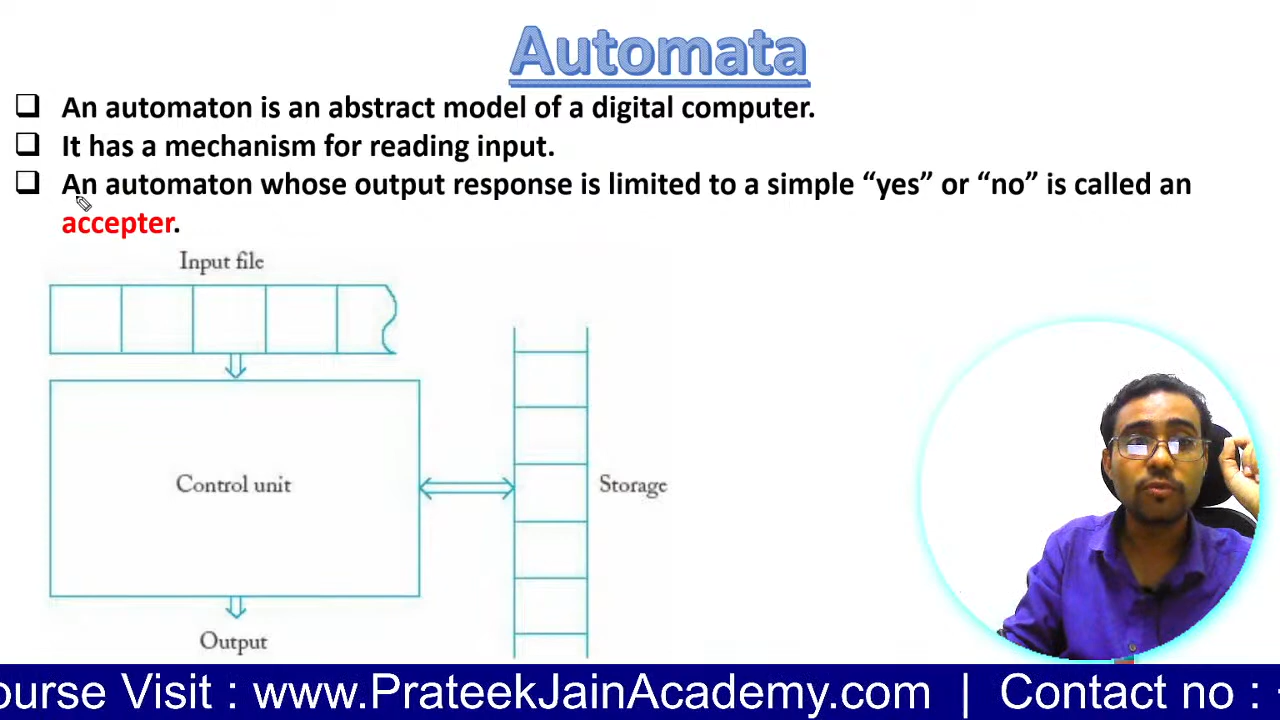 Automata
An automaton is an abstract model of a digital computer.
It has a mechanism for reading input.
An automaton whose output response is limited to a simple “yes” or “no” is called an
accepter.
Input file
Control unit
Storage
Output
ourse Visit : www.PrateekJainAcademy.com | Contact no :